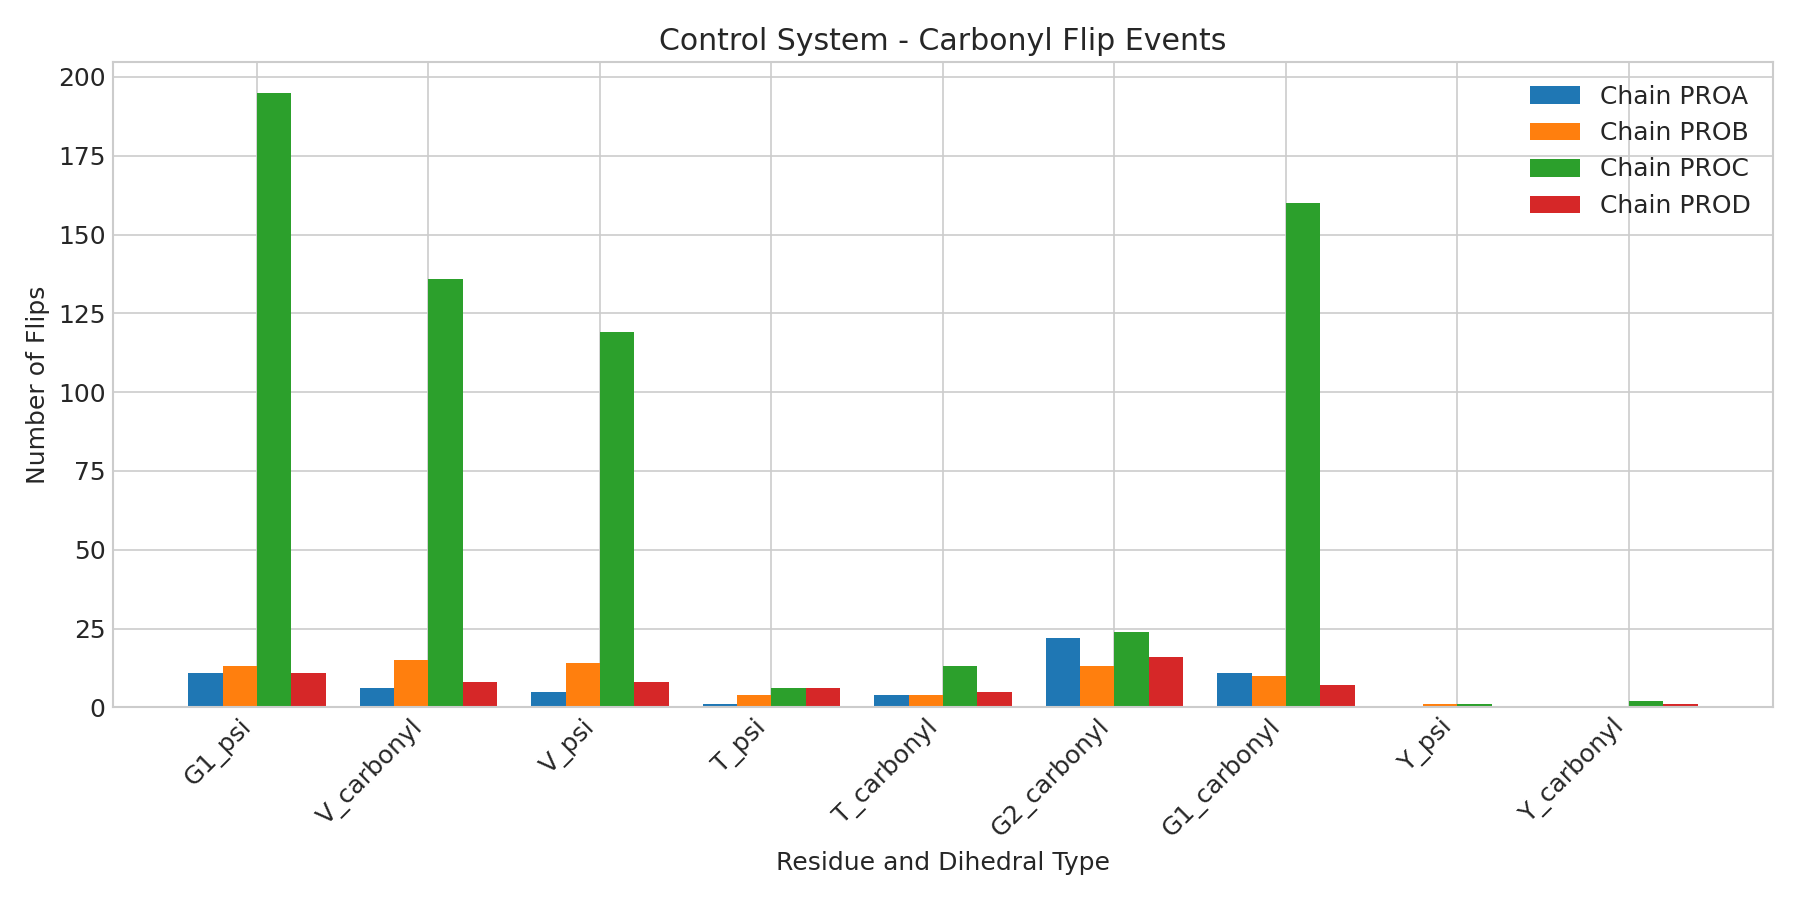 Control System - Carbonyl Flip Events
Number of Flips
200
175
150
125
100
75
50
25
0
Chain PROA
Chain PROB
Chain PROC
Chain PROD
G1_psi
V_carbonyl
V_psi
T_psi
T_carbonyl
G2_carbonyl
G1_carbonyl
Y_psi
Y_carbonyl
Residue and Dihedral Type